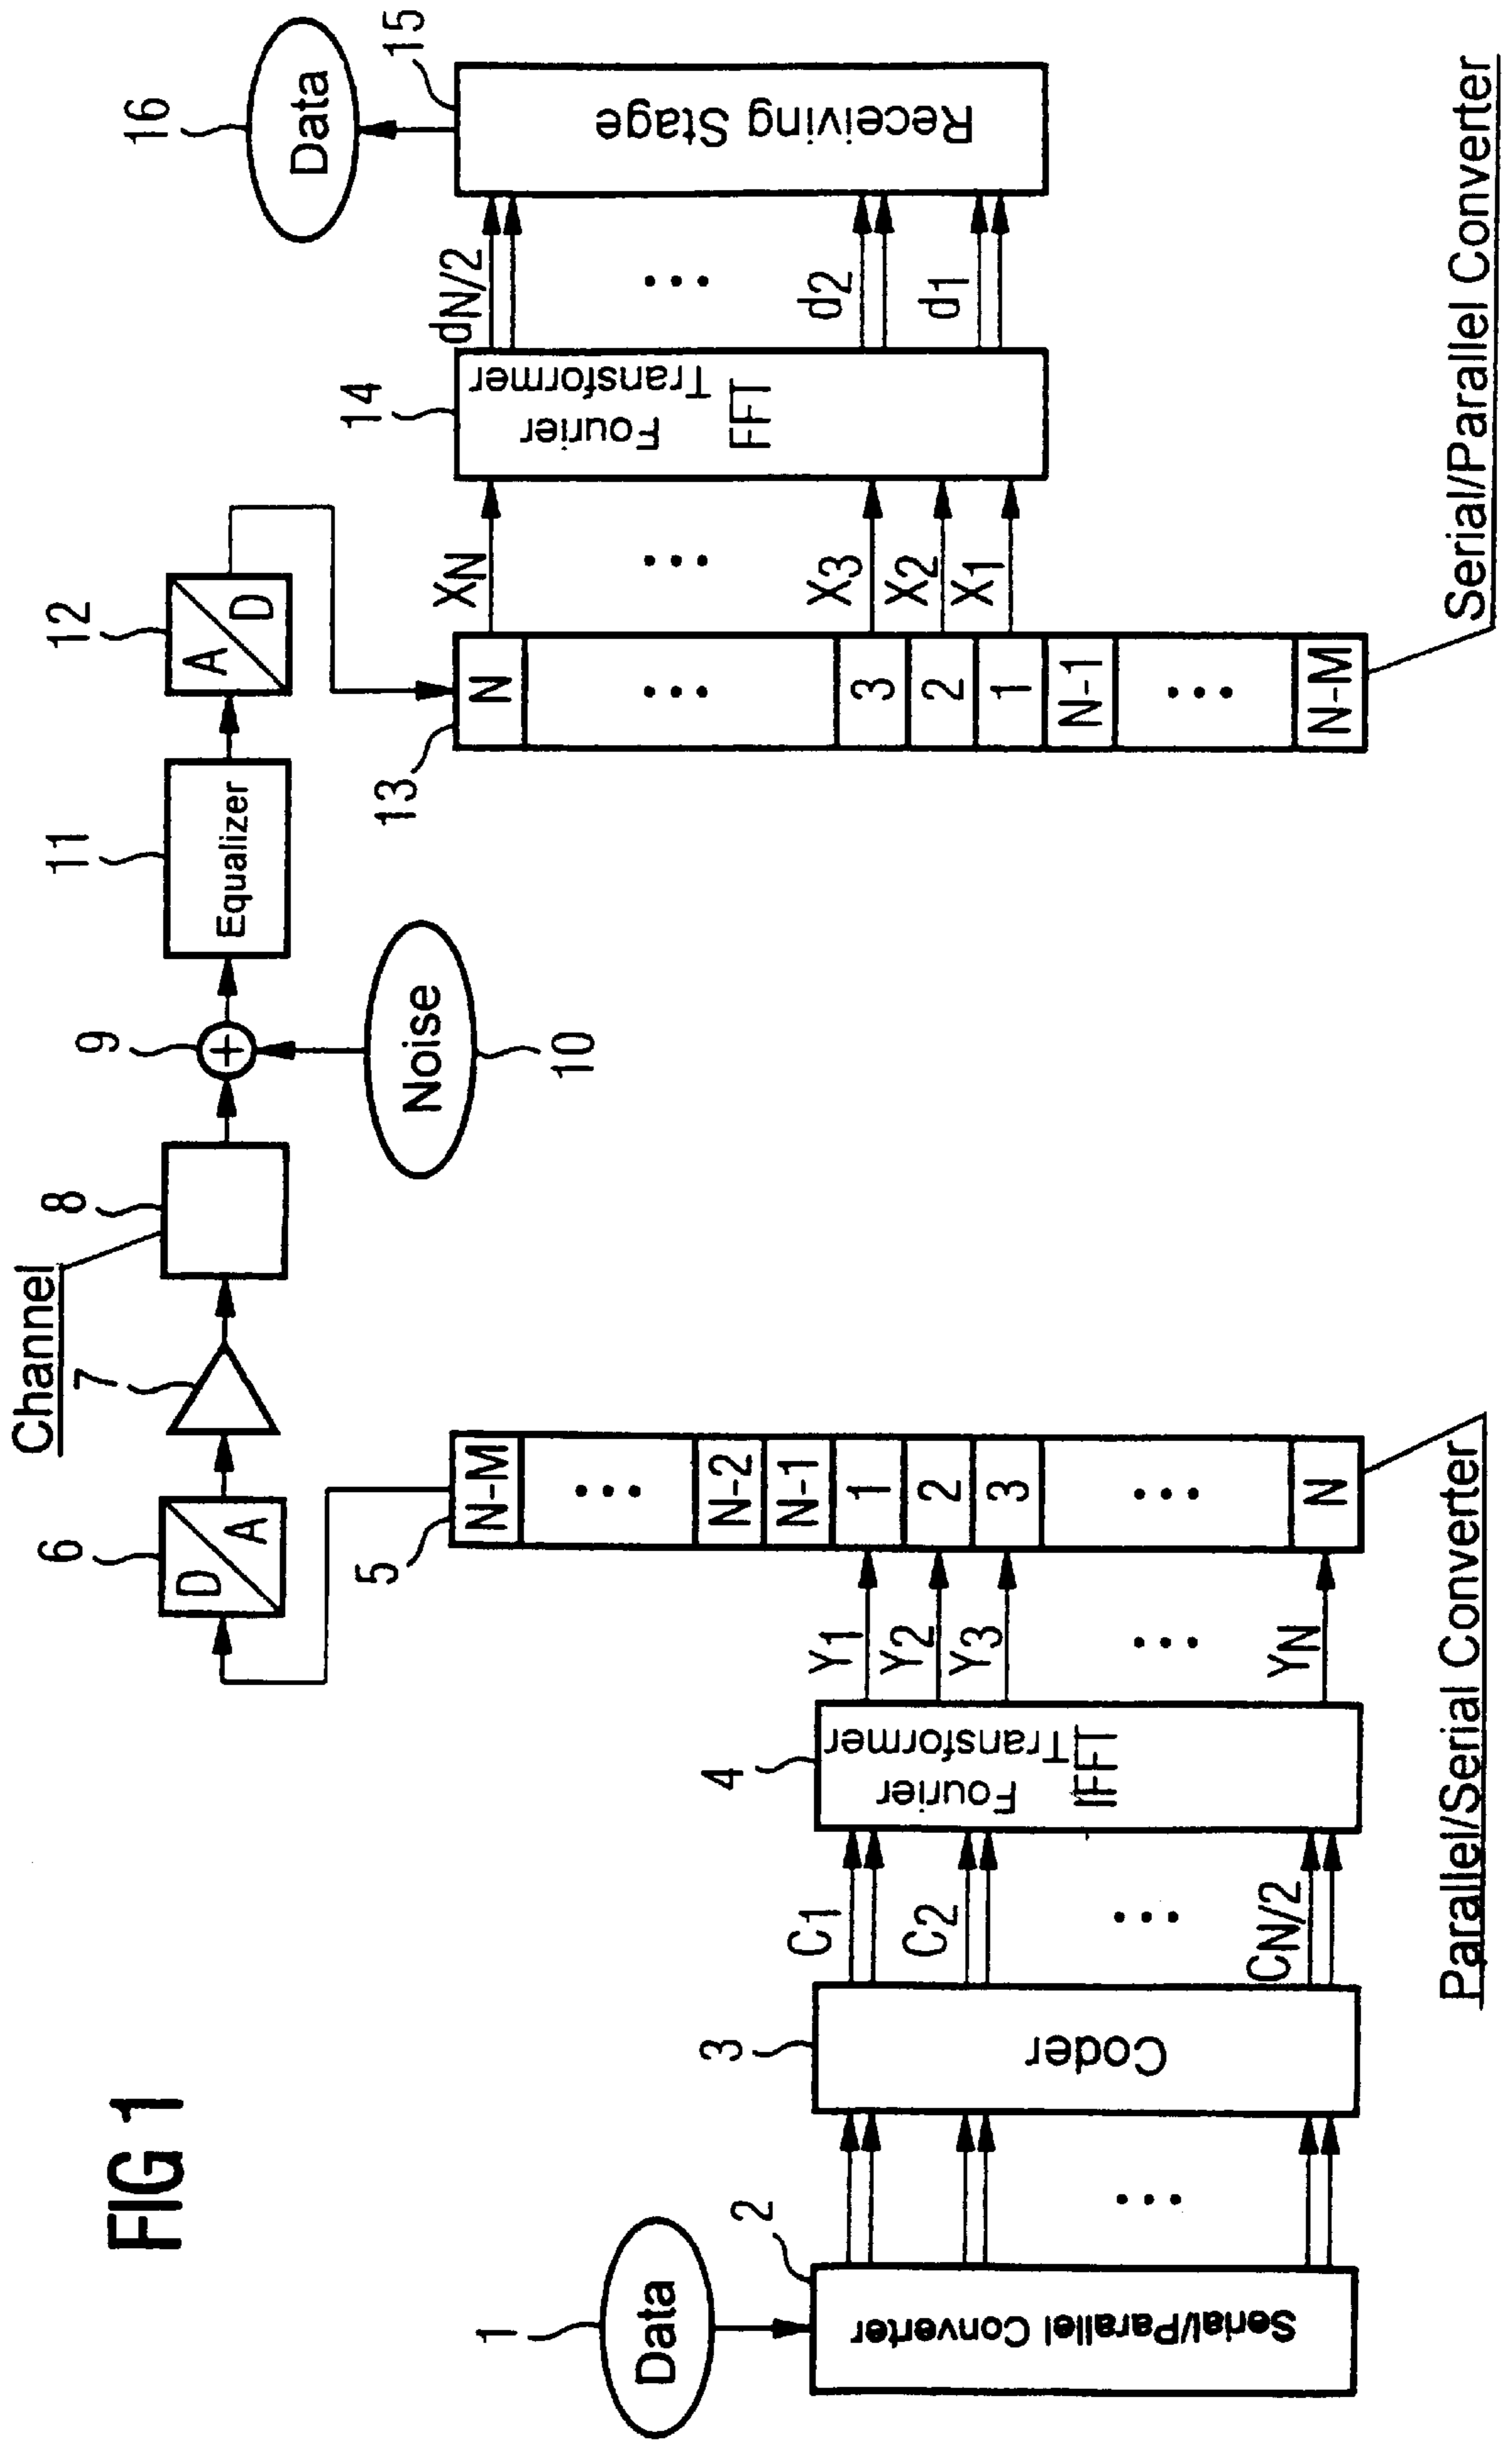 FIG 1
1
Data
2
Serial/Parallel Converter
3
Coder
C1
C2
...
CN/2
4
Fourier
Transformer
IFFT
Y1
Y2
Y3
...
YN
5
N-M
...
N-2
N-1
1
2
3
...
N
Parallel/Serial Converter
6
D
A
7
Channel
8
9
+
Noise
10
11
Equalizer
12
A
D
13
N
...
3
2
1
N-1
...
N-M
Serial/Parallel Converter
XN
...
X3
X2
X1
14
Fourier
Transformer
FFT
dN/2
...
d2
d1
15
Receiving Stage
16
Data